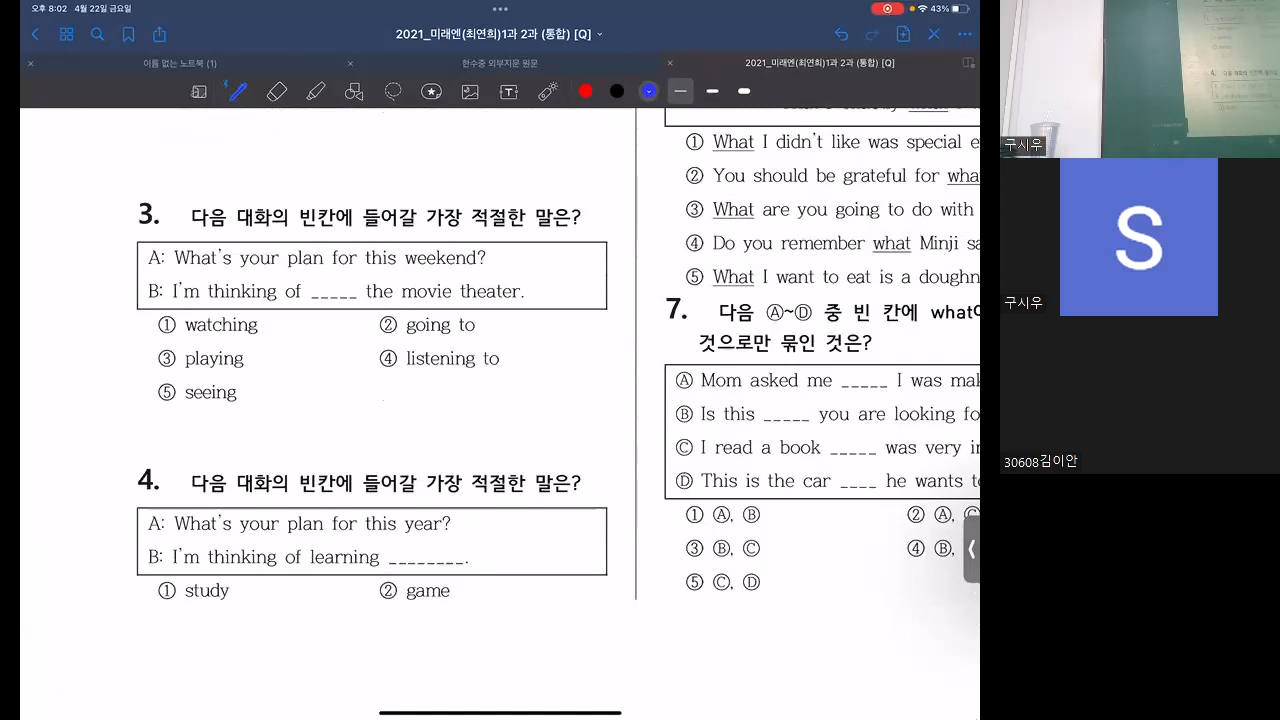 오후 8:02 4월 22일 금요일
43%
2021_미래엔(최연희)1과 2과 (통합) [Q]
이름 없는 노트북 (1)
한수중 외부지문 원문
2021_미래엔(최연희)1과 2과 (통합) [Q]
3. 다음 대화의 빈칸에 들어갈 가장 적절한 말은?
A: What's your plan for this weekend?
B: I'm thinking of _____ the movie theater.
① watching ② going to
③ playing ④ listening to
⑤ seeing
4. 다음 대화의 빈칸에 들어갈 가장 적절한 말은?
A: What's your plan for this year?
B: I'm thinking of learning ________.
① study ② game
① What I didn't like was special e
② You should be grateful for wha
③ What are you going to do with
④ Do you remember what Minji sa
⑤ What I want to eat is a doughn
7. 다음 Ⓐ~Ⓓ 중 빈 칸에 what이
것으로만 묶인 것은?
Ⓐ Mom asked me _____ I was mak
Ⓑ Is this _____ you are looking fo
Ⓒ I read a book _____ was very in
Ⓓ This is the car ____ he wants to
① Ⓐ, Ⓑ ② Ⓐ, Ⓒ
③ Ⓑ, Ⓒ ④ Ⓑ,
⑤ Ⓒ, Ⓓ
구시우
S
구시우
30608김이안